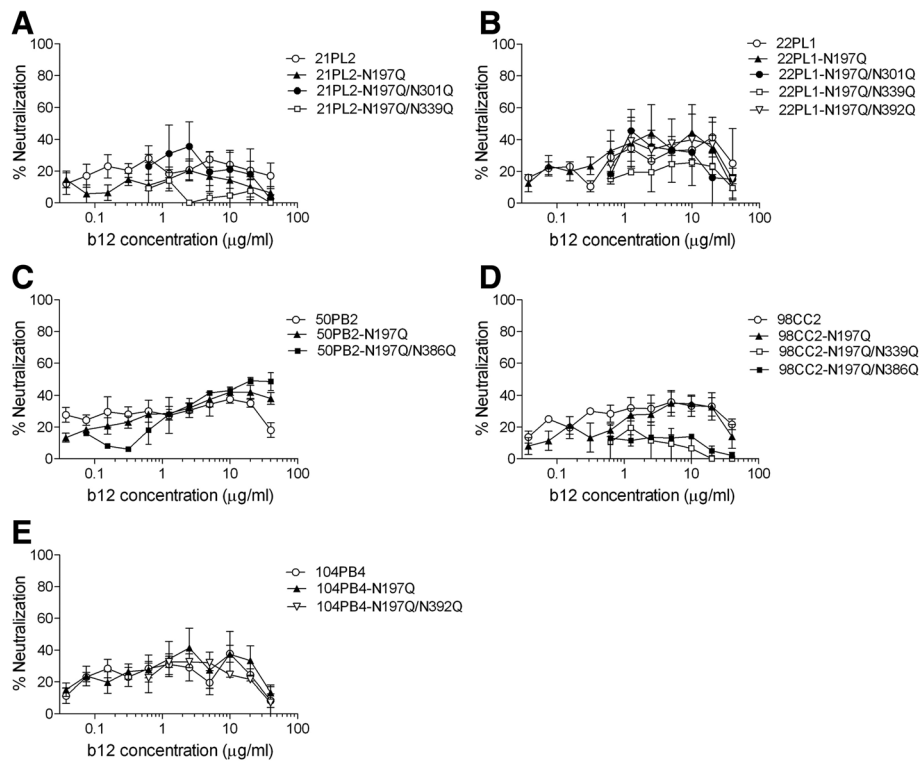 A
100
80
60
40
20
0
% Neutralization
0.1
1
10
100
b12 concentration (μg/ml)
21PL2
21PL2-N197Q
21PL2-N197Q/N301Q
21PL2-N197Q/N339Q
B
100
80
60
40
20
0
% Neutralization
0.1
1
10
100
b12 concentration (μg/ml)
22PL1
22PL1-N197Q
22PL1-N197Q/N301Q
22PL1-N197Q/N339Q
22PL1-N197Q/N392Q
C
100
80
60
40
20
0
% Neutralization
0.1
1
10
100
b12 concentration (μg/ml)
50PB2
50PB2-N197Q
50PB2-N197Q/N386Q
D
100
80
60
40
20
0
% Neutralization
0.1
1
10
100
b12 concentration (μg/ml)
98CC2
98CC2-N197Q
98CC2-N197Q/N339Q
98CC2-N197Q/N386Q
E
100
80
60
40
20
0
% Neutralization
0.1
1
10
100
b12 concentration (μg/ml)
104PB4
104PB4-N197Q
104PB4-N197Q/N392Q